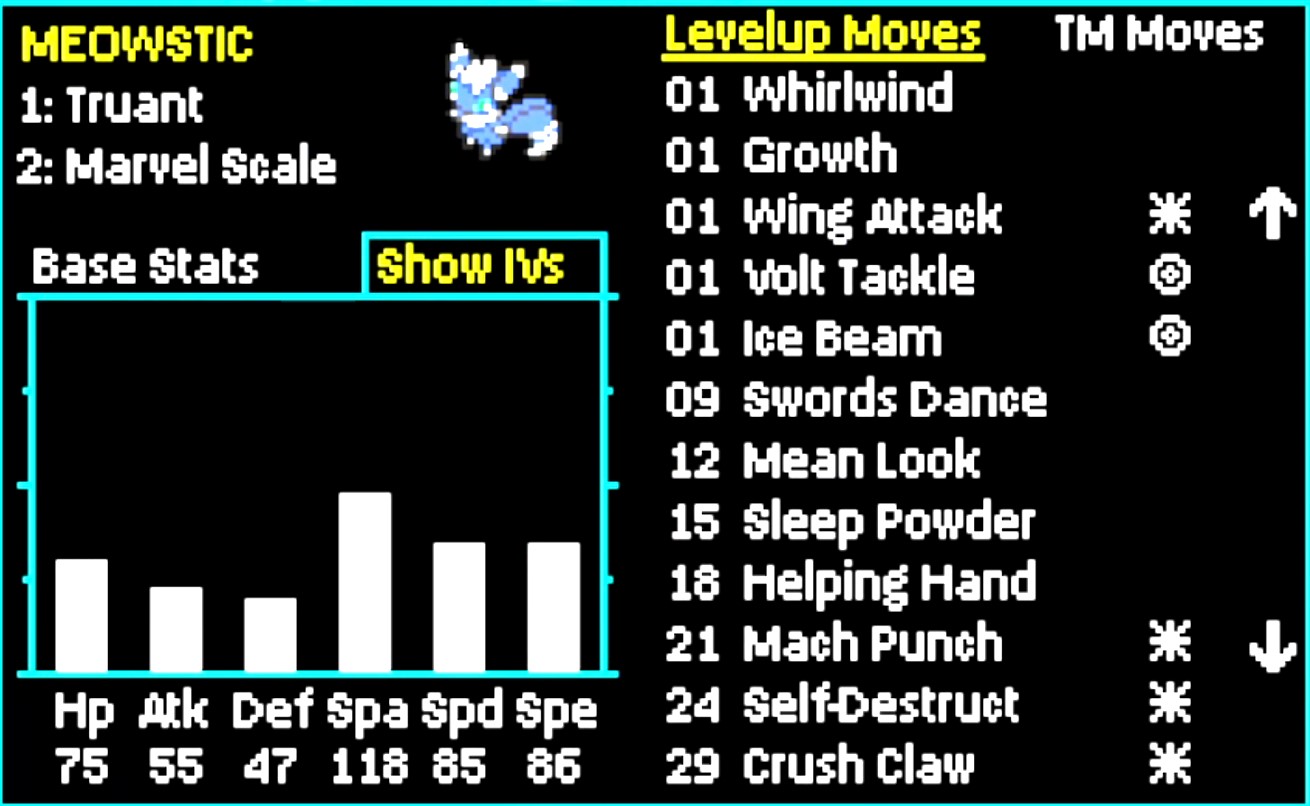 MEOWSTIC
1: Truant
2: Marvel Scale
Base Stats
Show IVs
Hp Atk Def Spa Spd Spe
75 55 47 118 85 86
Levelup Moves
TM Moves
01 Whirlwind
01 Growth
01 Wing Attack
01 Volt Tackle
01 Ice Beam
09 Swords Dance
12 Mean Look
15 Sleep Powder
18 Helping Hand
21 Mach Punch
24 Self-Destruct
29 Crush Claw